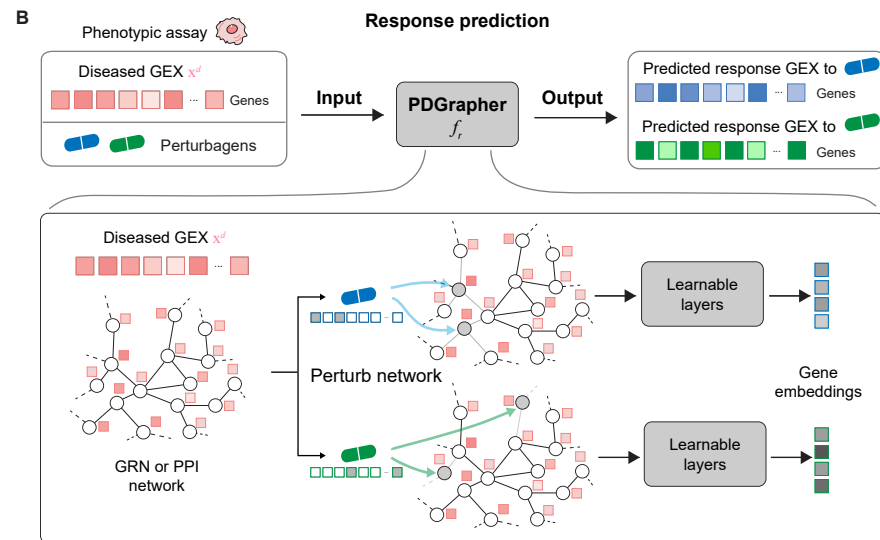 B
Response prediction
Phenotypic assay
Diseased GEX x^d
... Genes
Perturbagens
Input
PDGrapher
f_r
Output
Predicted response GEX to
... Genes
Predicted response GEX to
... Genes
Diseased GEX x^d
...
GRN or PPI
network
Perturb network
Learnable
layers
Learnable
layers
Gene
embeddings